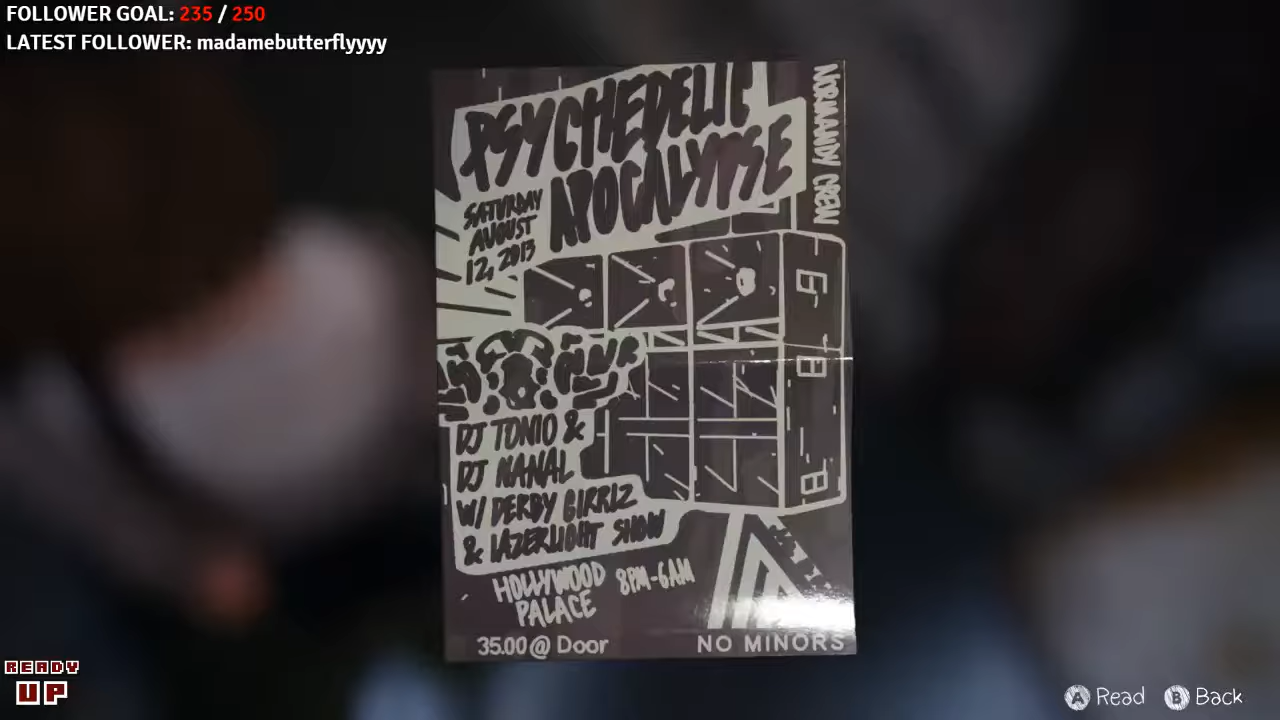 FOLLOWER GOAL: 235 / 250
LATEST FOLLOWER: madamebutterflyyyy
PSYCHEDELIC
APOCALYPSE
NORMANDY CREW
SATURDAY
AUGUST
12, 2013
DJ TONIO &
DJ NANAL
W/ DERBY GIRRLZ
& LAZERLIGHT SHOW
HOLLYWOOD
PALACE
8PM-6AM
35.00 @ Door
NO MINORS
READY
UP
A Read
B Back